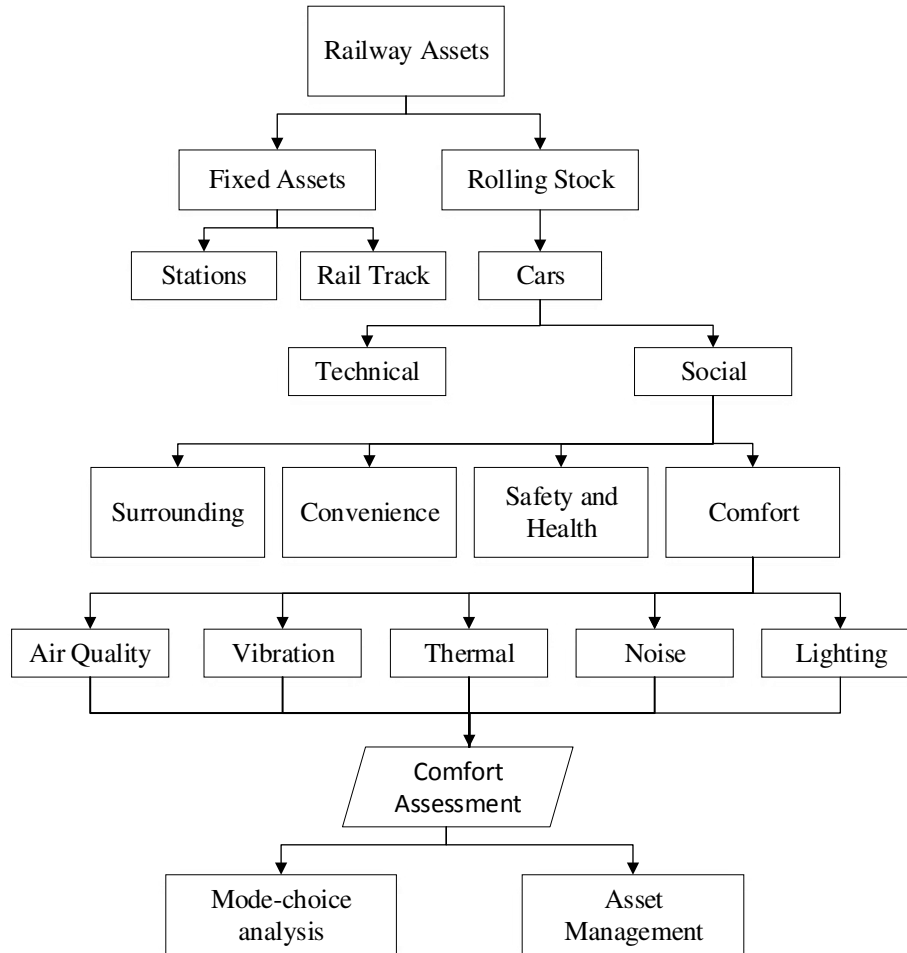 Railway Assets
Fixed Assets
Rolling Stock
Stations
Rail Track
Cars
Technical
Social
Surrounding
Convenience
Safety and
Health
Comfort
Air Quality
Vibration
Thermal
Noise
Lighting
Comfort
Assessment
Mode-choice
analysis
Asset
Management